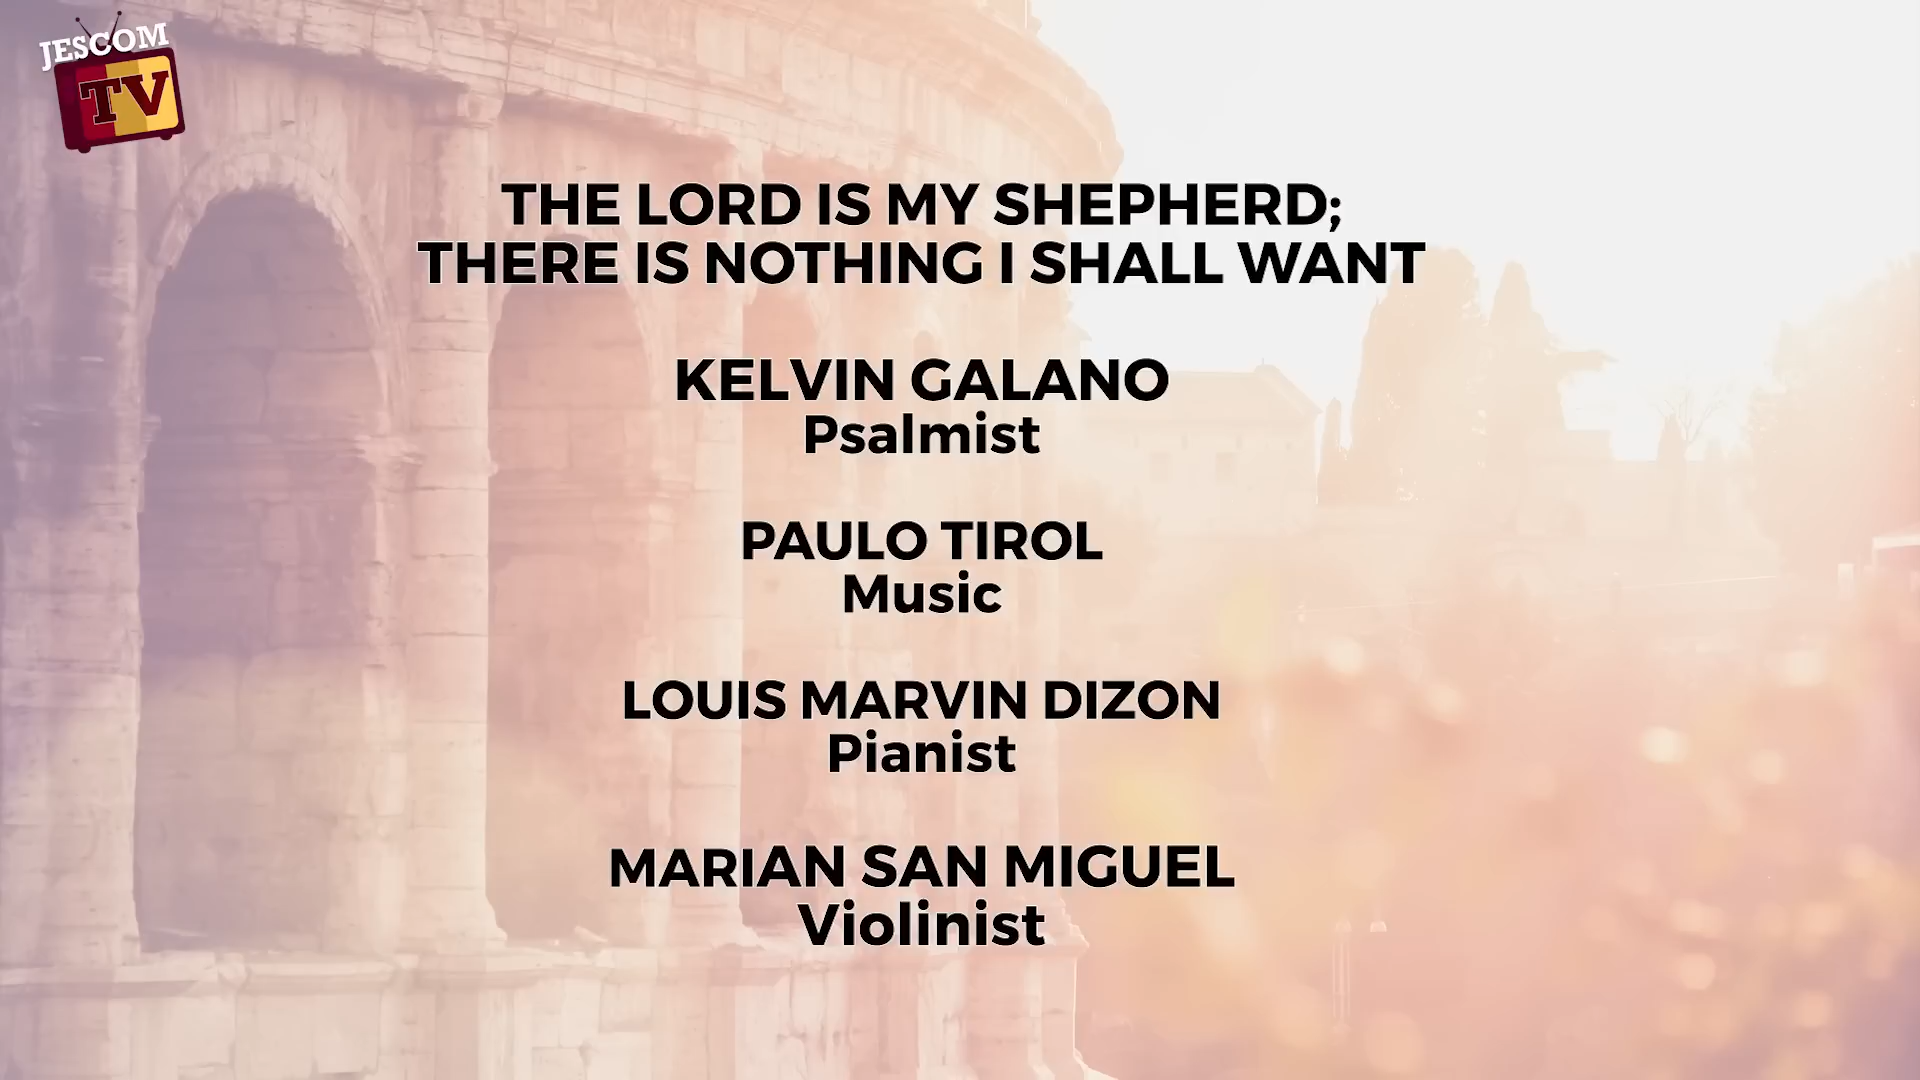 JESCOM
TV
THE LORD IS MY SHEPHERD;
THERE IS NOTHING I SHALL WANT
KELVIN GALANO
Psalmist
PAULO TIROL
Music
LOUIS MARVIN DIZON
Pianist
MARIAN SAN MIGUEL
Violinist